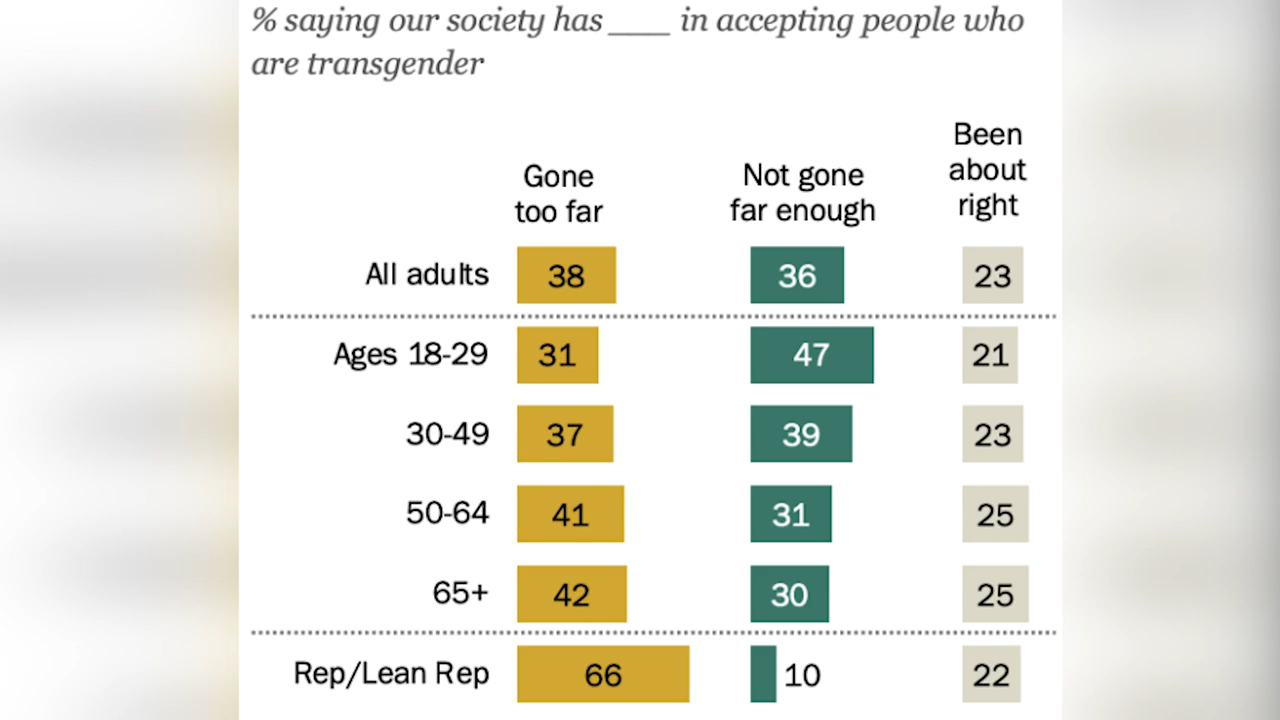 % saying our society has ___ in accepting people who
are transgender
Gone
too far
Not gone
far enough
Been
about
right
All adults 38 36 23
Ages 18-29 31 47 21
30-49 37 39 23
50-64 41 31 25
65+ 42 30 25
Rep/Lean Rep 66 10 22